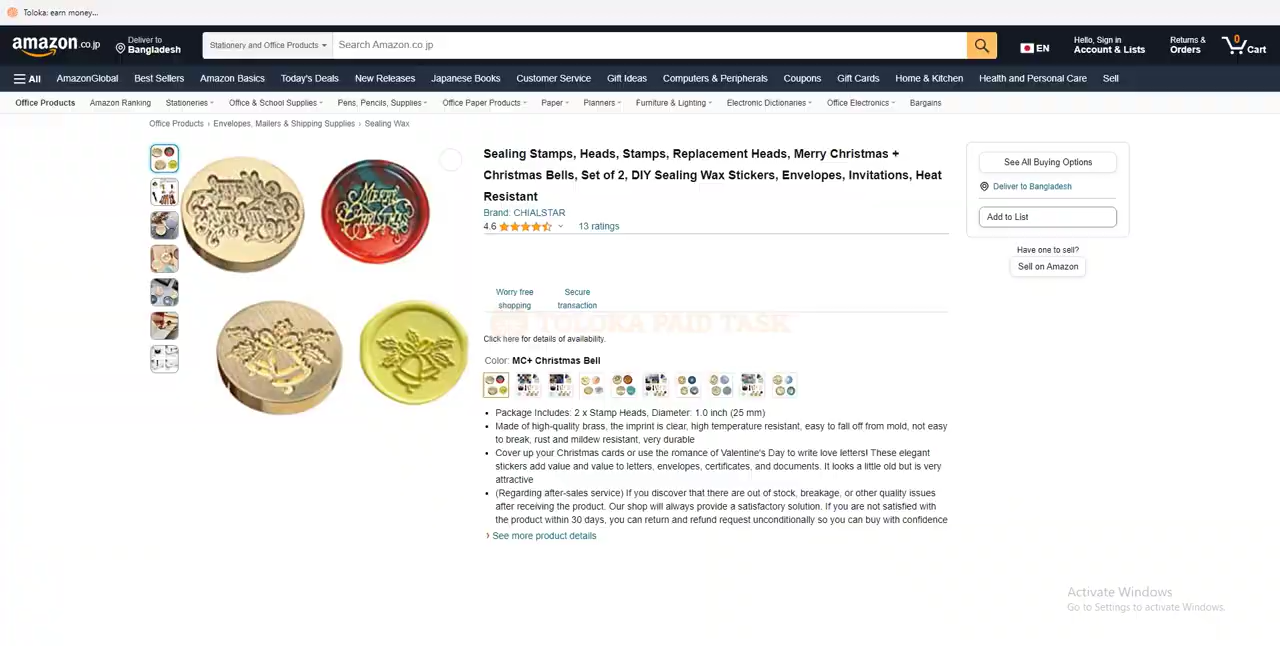 Toloka: earn money...
amazon.co.jp
Deliver to
Bangladesh
Stationery and Office Products
Search Amazon.co.jp
EN
Hello, Sign in
Account & Lists
Returns &
Orders
0
Cart
All
AmazonGlobal
Best Sellers
Amazon Basics
Today's Deals
New Releases
Japanese Books
Customer Service
Gift Ideas
Computers & Peripherals
Coupons
Gift Cards
Home & Kitchen
Health and Personal Care
Sell
Office Products
Amazon Ranking
Stationeries
Office & School Supplies
Pens, Pencils, Supplies
Office Paper Products
Paper
Planners
Furniture & Lighting
Electronic Dictionaries
Office Electronics
Bargains
Office Products › Envelopes, Mailers & Shipping Supplies › Sealing Wax
MERRY
CHRISTMAS
Sealing Stamps, Heads, Stamps, Replacement Heads, Merry Christmas +
Christmas Bells, Set of 2, DIY Sealing Wax Stickers, Envelopes, Invitations, Heat
Resistant
Brand: CHIALSTAR
4.6
13 ratings
Worry free
shopping
Secure
transaction
TOLOKA PAID TASK
Click here for details of availability.
Color: MC+ Christmas Bell
• Package Includes: 2 x Stamp Heads, Diameter: 1.0 inch (25 mm)
• Made of high-quality brass, the imprint is clear, high temperature resistant, easy to fall off from mold, not easy
to break, rust and mildew resistant, very durable
• Cover up your Christmas cards or use the romance of Valentine's Day to write love letters! These elegant
stickers add value and value to letters, envelopes, certificates, and documents. It looks a little old but is very
attractive
• (Regarding after-sales service) If you discover that there are out of stock, breakage, or other quality issues
after receiving the product. Our shop will always provide a satisfactory solution. If you are not satisfied with
the product within 30 days, you can return and refund request unconditionally so you can buy with confidence
› See more product details
See All Buying Options
Deliver to Bangladesh
Add to List
Have one to sell?
Sell on Amazon
Activate Windows
Go to Settings to activate Windows.